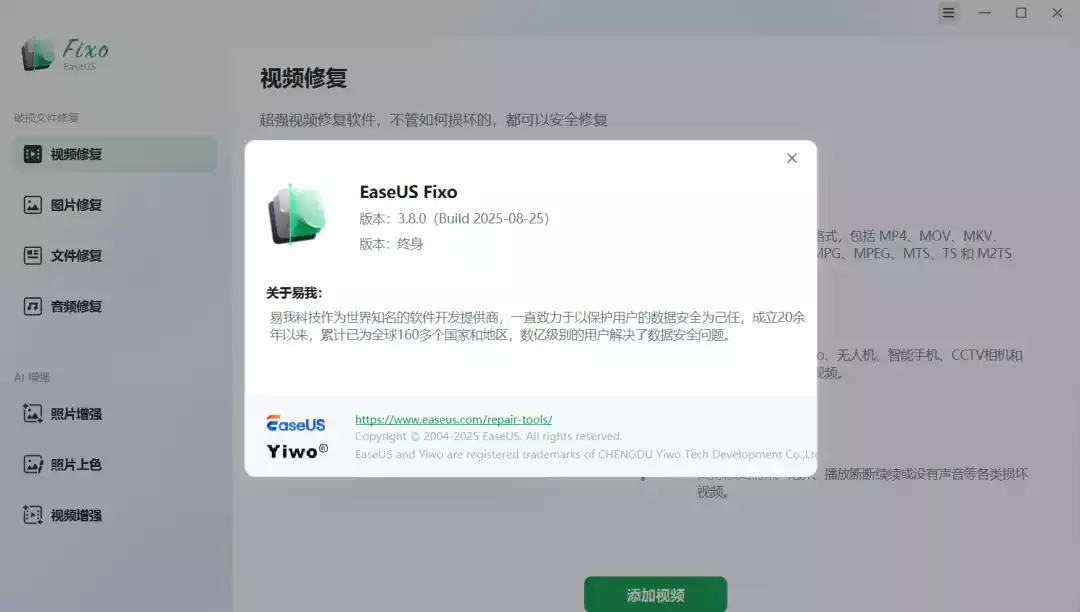 Fixo
EaseUS
破损文件修复
视频修复
图片修复
文件修复
音频修复
AI 增强
照片增强
照片上色
视频增强
视频修复
超强视频修复软件，不管如何损坏的，都可以安全修复
EaseUS Fixo
版本：3.8.0（Build 2025-08-25）
版本：终身
关于易我：
易我科技作为世界知名的软件开发提供商，一直致力于以保护用户的数据安全为己任，成立20余
年以来，累计已为全球160多个国家和地区，数亿级别的用户解决了数据安全问题。
EaseUS
Yiwo®
https://www.easeus.com/repair-tools/
Copyright © 2004-2025 EaseUS. All rights reserved.
EaseUS and Yiwo are registered trademarks of CHENGDU Yiwo Tech Development Co.,Lt
格式，包括 MP4、MOV、MKV、
MPG、MPEG、MTS、TS 和 M2TS
o、无人机、智能手机、CCTV相机和
视频。
播放断断续续或没有声音等各类损坏
视频。
添加视频